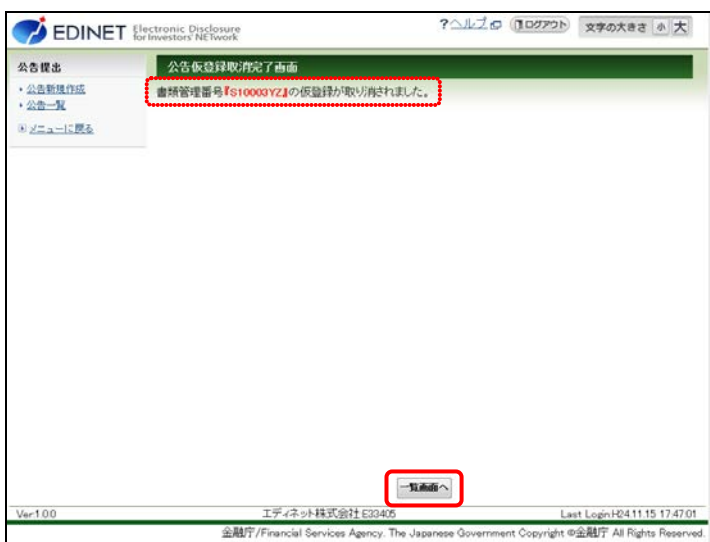 EDINET Electronic Disclosure for Investors' NETwork
?ヘルプ ログアウト 文字の大きさ 小 大
公告提出
・公告新規作成
・公告一覧
メニューに戻る
公告仮登録取消完了画面
書類管理番号『S10003YZ』の仮登録が取り消されました。
一覧画面へ
Ver.1.0.0 エディネット株式会社 E33405 Last Login:H24.11.15 17:47:01
金融庁/Financial Services Agency. The Japanese Government Copyright ©金融庁 All Rights Reserved.